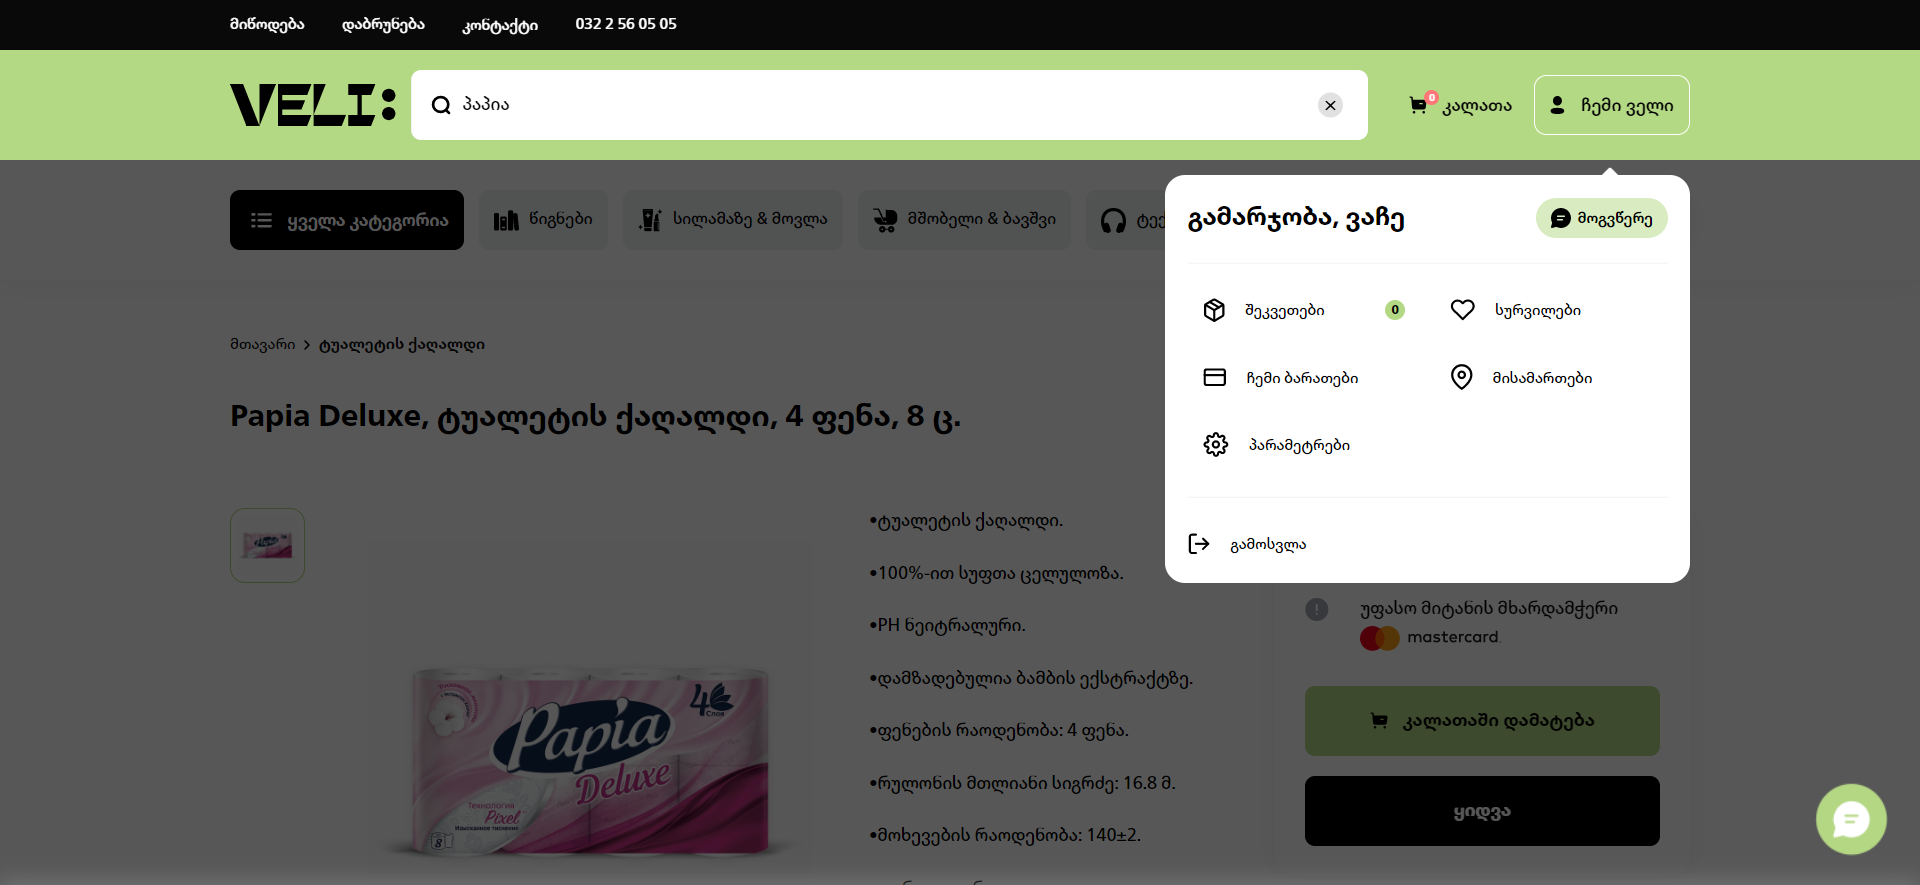 მიწოდება დაბრუნება კონტაქტი 032 2 56 05 05
VELI:
პაპია
0 კალათა
ჩემი ველი
ყველა კატეგორია
წიგნები
სილამაზე & მოვლა
მშობელი & ბავშვი
გამარჯობა, ვაჩე
მოგვწერე
შეკვეთები 0
სურვილები
ჩემი ბარათები
მისამართები
პარამეტრები
გამოსვლა
მთავარი > ტუალეტის ქაღალდი
Papia Deluxe, ტუალეტის ქაღალდი, 4 ფენა, 8 ც.
•ტუალეტის ქაღალდი.
•100%-ით სუფთა ცელულოზა.
•PH ნეიტრალური.
•დამზადებულია ბამბის ექსტრაქტზე.
•ფენების რაოდენობა: 4 ფენა.
•რულონის მთლიანი სიგრძე: 16.8 მ.
•მოხევების რაოდენობა: 140±2.
Papia
Deluxe
4
Слоя
Технология
Pixel
Изысканное тиснение
8
უფასო მიტანის მხარდამჭერი
mastercard.
კალათაში დამატება
ყიდვა